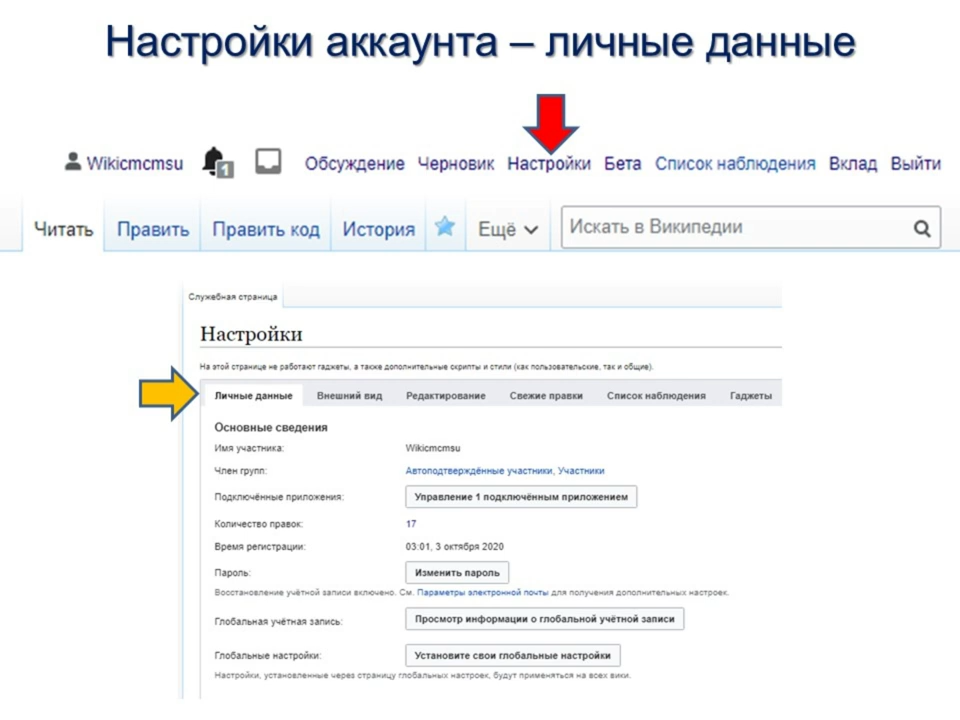 Настройки аккаунта – личные данные
Wikicmcmsu 1 Обсуждение Черновик Настройки Бета Список наблюдения Вклад Выйти
Читать Править Править код История Ещё Искать в Википедии
Служебная страница
Настройки
На этой странице не работают гаджеты, а также дополнительные скрипты и стили (как пользовательские, так и общие).
Личные данные Внешний вид Редактирование Свежие правки Список наблюдения Гаджеты
Основные сведения
Имя участника: Wikicmcmsu
Член групп: Автоподтверждённые участники, Участники
Подключённые приложения: Управление 1 подключённым приложением
Количество правок: 17
Время регистрации: 03:01, 3 октября 2020
Пароль: Изменить пароль
Восстановление учётной записи включено. См. Параметры электронной почты для получения дополнительных настроек.
Глобальная учётная запись: Просмотр информации о глобальной учётной записи
Глобальные настройки: Установите свои глобальные настройки
Настройки, установленные через страницу глобальных настроек, будут применяться на всех вики.